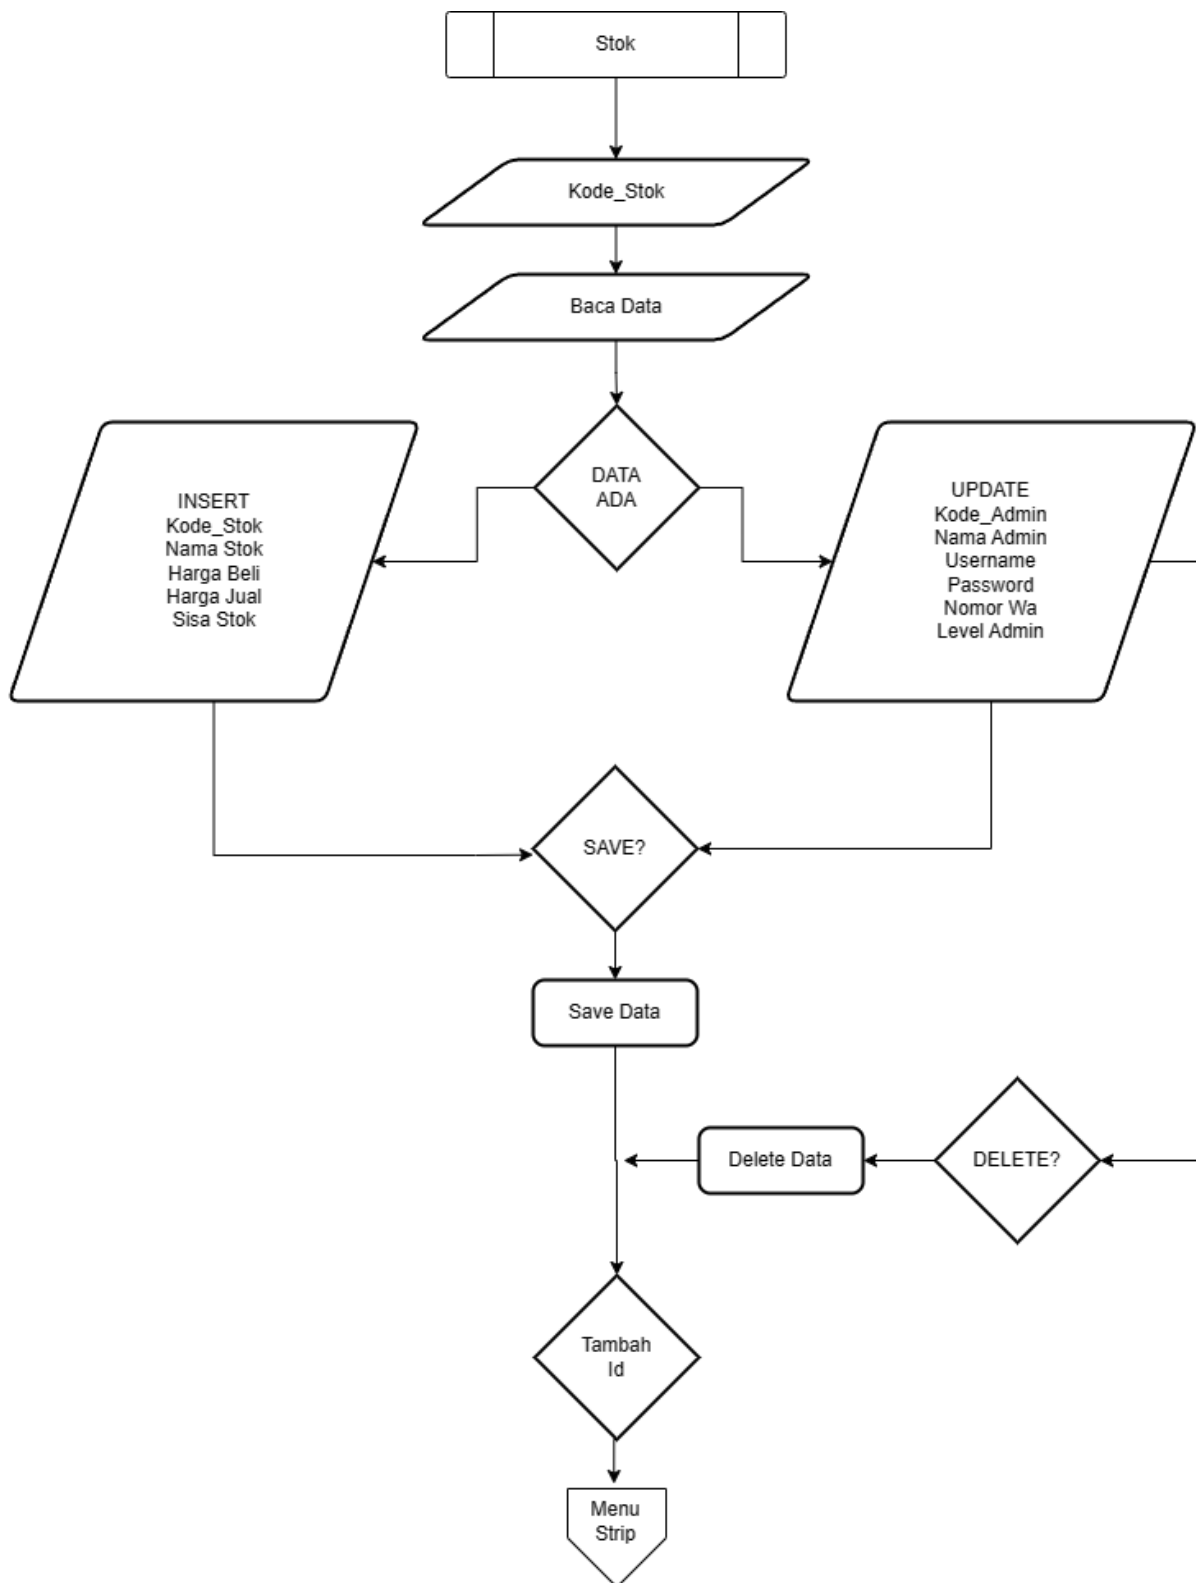 Stok
Kode_Stok
Baca Data
DATA
ADA
INSERT
Kode_Stok
Nama Stok
Harga Beli
Harga Jual
Sisa Stok
UPDATE
Kode_Admin
Nama Admin
Username
Password
Nomor Wa
Level Admin
SAVE?
Save Data
Delete Data
DELETE?
Tambah
Id
Menu
Strip